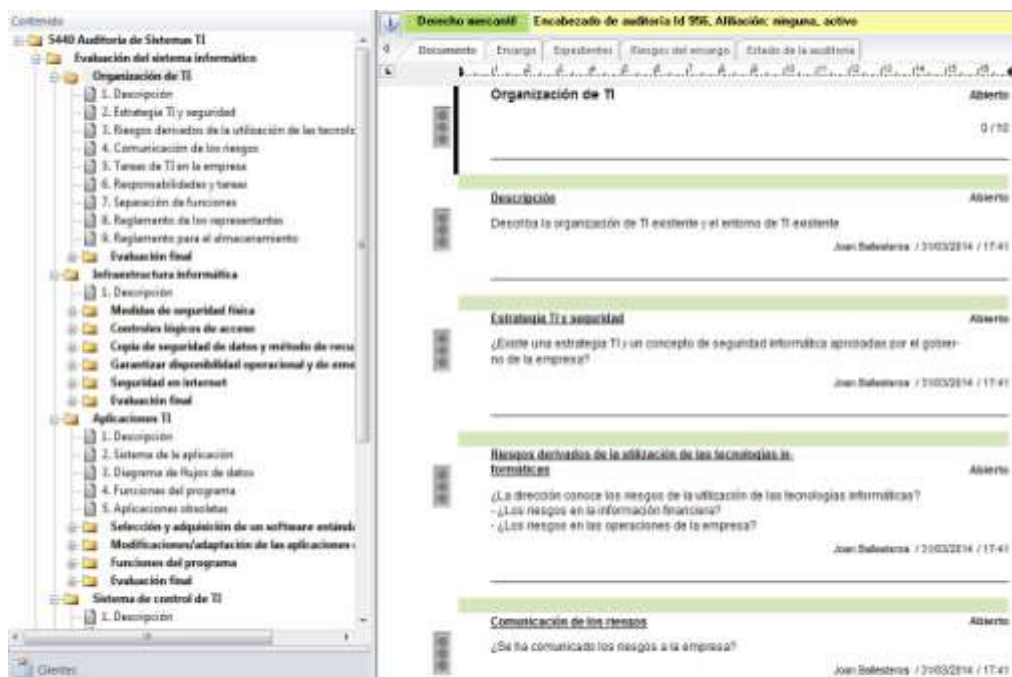 Contenido
5440 Auditoria de Sistemas TI
Evaluación del sistema informático
Organización de TI
1. Descripción
2. Estrategia TI y seguridad
3. Riesgos derivados de la utilización de las tecnolo
4. Comunicación de los riesgos
5. Tareas de TI en la empresa
6. Responsabilidades y tareas
7. Separación de funciones
8. Reglamento de los representantes
9. Reglamento para el almacenamiento
Evaluación final
Infraestructura informática
1. Descripción
Medidas de seguridad física
Controles lógicos de acceso
Copia de seguridad de datos y método de recu
Garantizar disponibilidad operacional y de eme
Seguridad en internet
Evaluación final
Aplicaciones TI
1. Descripción
2. Sistema de la aplicación
3. Diagrama de flujos de datos
4. Funciones del programa
5. Aplicaciones obsoletas
Selección y adquisición de un software estánda
Modificaciones/adaptación de las aplicaciones
Funciones del programa
Evaluación final
Sistema de control de TI
1. Descripción
Clientes
Derecho mercantil Encabezado de auditoria Id 956, Afiliación: ninguna, activo
Documento Encargo Expedientes Riesgos del encargo Estado de la auditoria
Organización de TI Abierto
0 / 10
Descripción Abierto
Describa la organización de TI existente y el entorno de TI existente
Joan Ballesteros / 31/03/2014 / 17:41
Estrategia TI y seguridad Abierto
¿Existe una estrategia TI y un concepto de seguridad informática aprobadas por el gobier-
no de la empresa?
Joan Ballesteros / 31/03/2014 / 17:41
Riesgos derivados de la utilización de las tecnologías in-
formáticas Abierto
¿La dirección conoce los riesgos de la utilización de las tecnologías informáticas?
- ¿Los riesgos en la información financiera?
- ¿Los riesgos en las operaciones de la empresa?
Joan Ballesteros / 31/03/2014 / 17:41
Comunicación de los riesgos Abierto
¿Se ha comunicado los riesgos a la empresa?
Joan Ballesteros / 31/03/2014 / 17:41